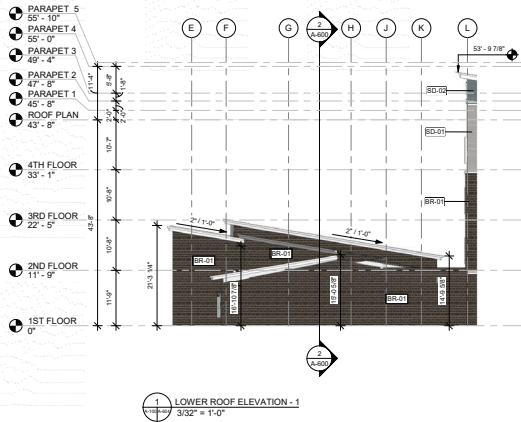 PARAPET 5
55' - 10"
PARAPET 4
55' - 0"
PARAPET 3
49' - 4"
PARAPET 2
47' - 8"
PARAPET 1
45' - 8"
ROOF PLAN
43' - 8"
4TH FLOOR
33' - 1"
3RD FLOOR
22' - 5"
2ND FLOOR
11' - 9"
1ST FLOOR
0"
E F G H J K L
2
A-600
53' - 9 7/8"
11'-4"
5'-8"
1'-8"
2'-0"
2'-0"
10'-7"
10'-8"
43'-8"
10'-8"
11'-9"
21'-3 1/4"
SD-02
SD-01
BR-01
2" / 1'-0"
2" / 1'-0"
BR-01
BR-01
BR-01
16'-10 7/8"
14'-9 5/8"
2
A-600
1
LOWER ROOF ELEVATION - 1
3/32" = 1'-0"